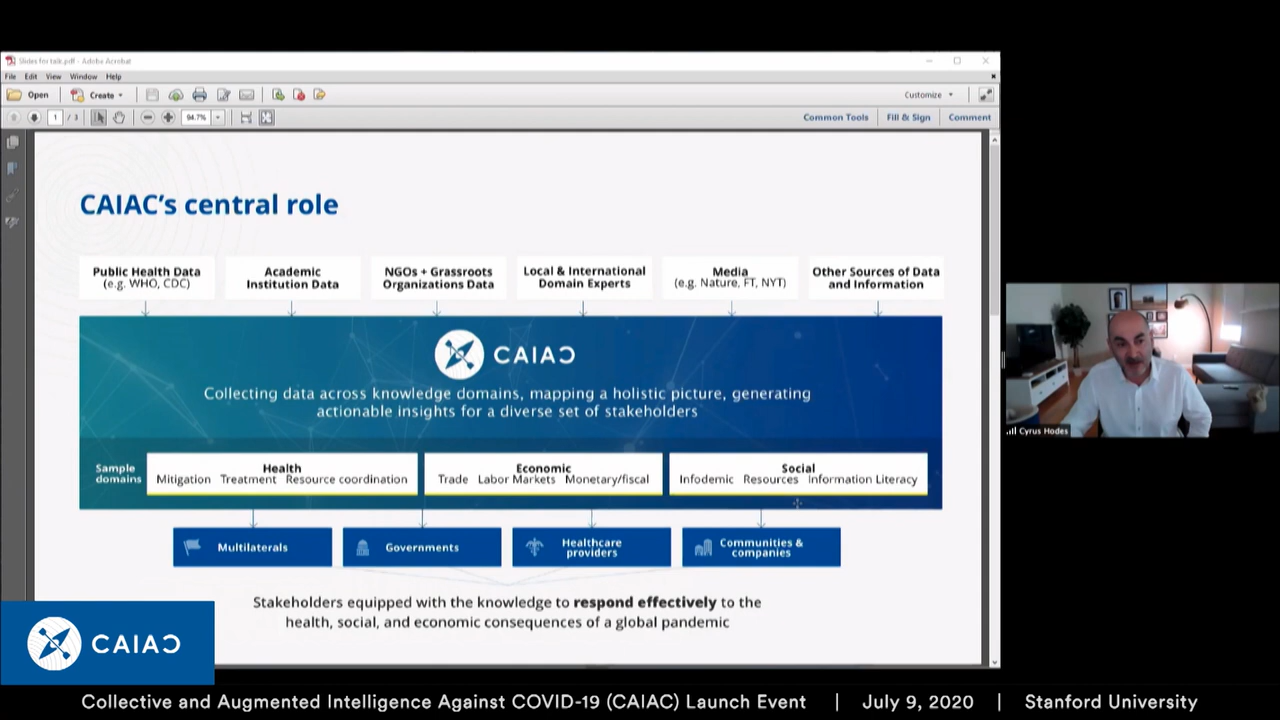 Slides for talk.pdf - Adobe Acrobat
File Edit View Window Help
Open Create Customize
1 / 3 94.7% Common Tools Fill & Sign Comment
CAIAC's central role
Public Health Data
(e.g. WHO, CDC)
Academic
Institution Data
NGOs + Grassroots
Organizations Data
Local & International
Domain Experts
Media
(e.g. Nature, FT, NYT)
Other Sources of Data
and Information
CAIAC
Collecting data across knowledge domains, mapping a holistic picture, generating
actionable insights for a diverse set of stakeholders
Sample
domains
Health
Mitigation Treatment Resource coordination
Economic
Trade Labor Markets Monetary/fiscal
Social
Infodemic Resources Information Literacy
Multilaterals
Governments
Healthcare
providers
Communities &
companies
Stakeholders equipped with the knowledge to respond effectively to the
health, social, and economic consequences of a global pandemic
Cyrus Hodes
CAIAC
Collective and Augmented Intelligence Against COVID-19 (CAIAC) Launch Event | July 9, 2020 | Stanford University